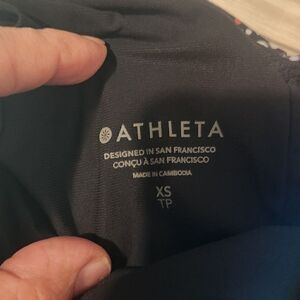 ATHLETA
DESIGNED IN SAN FRANCISCO
CONÇU À SAN FRANCISCO
MADE IN CAMBODIA
XS
TP